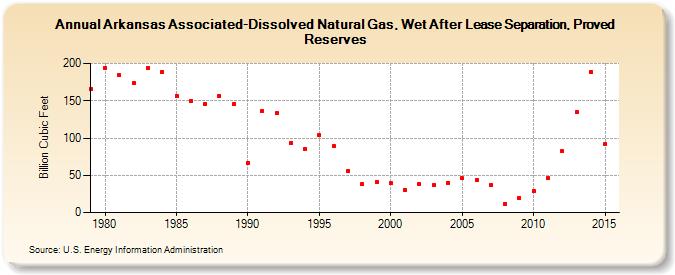 Annual Arkansas Associated-Dissolved Natural Gas, Wet After Lease Separation, Proved
Reserves
Billion Cubic Feet
200
150
100
50
0
1980 1985 1990 1995 2000 2005 2010 2015
Source: U.S. Energy Information Administration